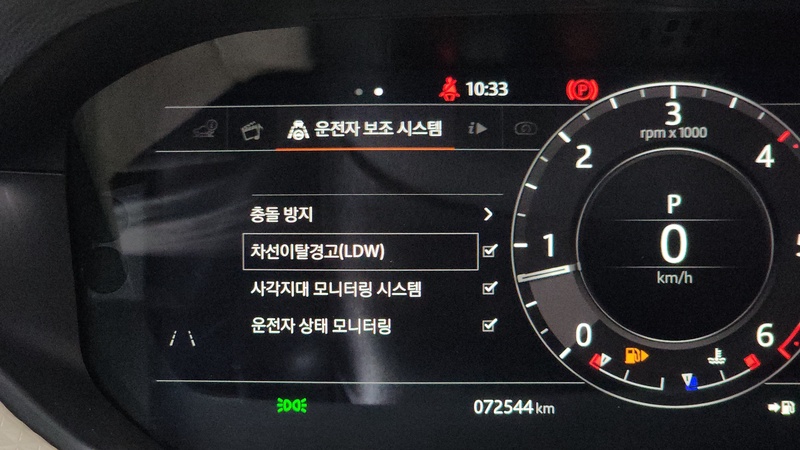 10:33
운전자 보조 시스템
i
충돌 방지
차선이탈경고(LDW)
사각지대 모니터링 시스템
운전자 상태 모니터링
3
rpm x 1000
2
4
1
5
0
6
P
0
km/h
072544 km